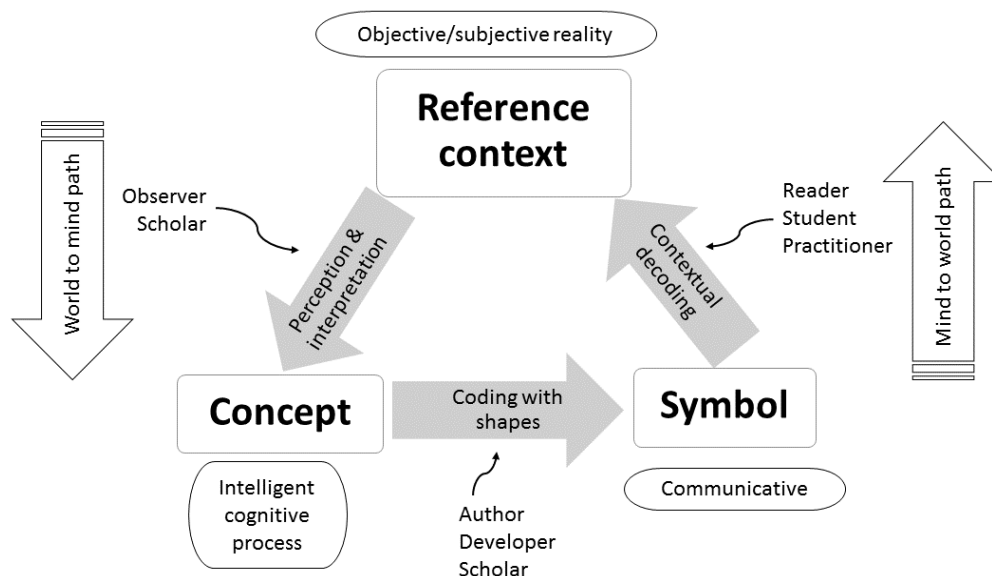 Objective/subjective reality
Reference
context
World to mind path
Observer
Scholar
Perception &
interpretation
Reader
Student
Practitioner
Contextual
decoding
Mind to world path
Concept
Coding with
shapes
Symbol
Intelligent
cognitive
process
Author
Developer
Scholar
Communicative